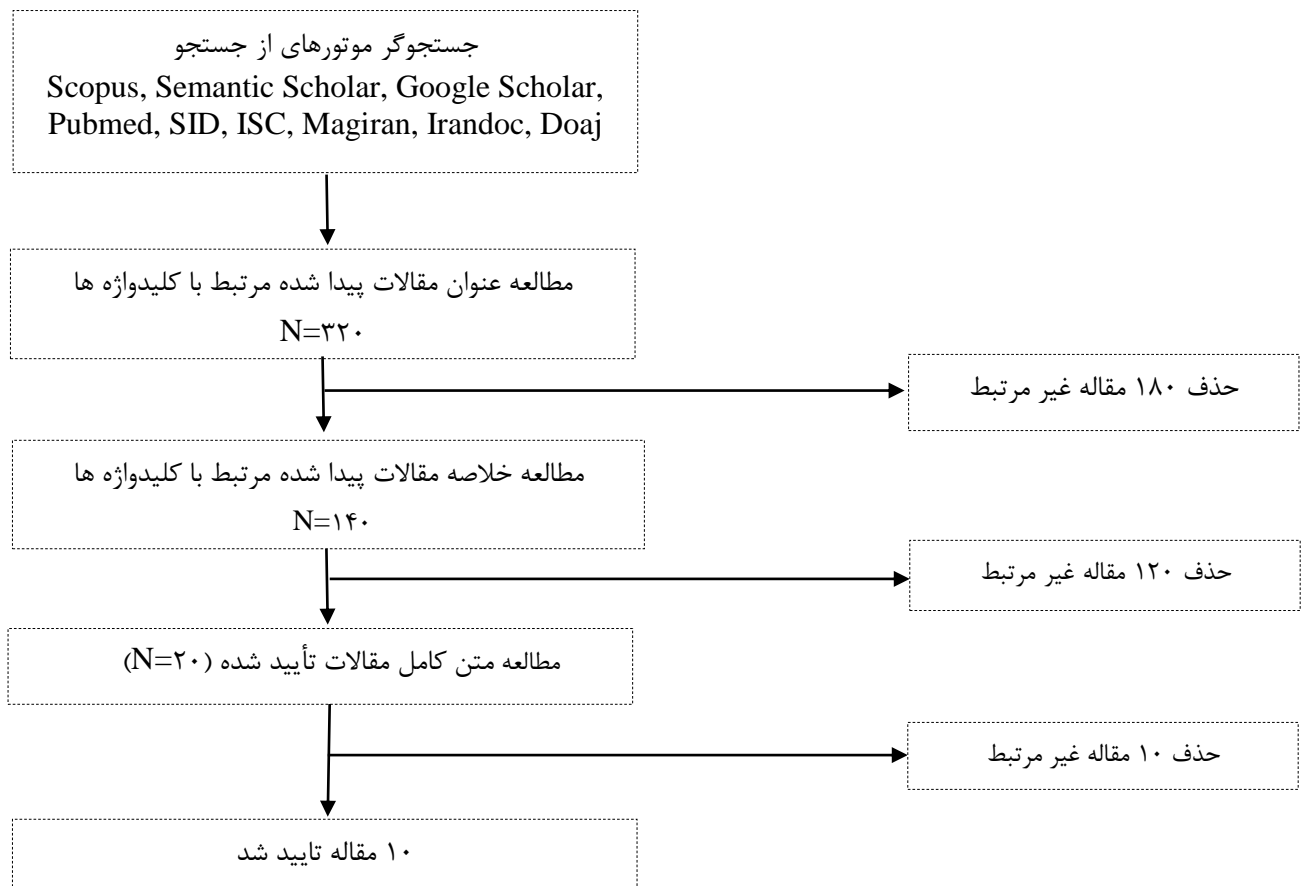 جستجوگر موتورهای از جستجو
Scopus, Semantic Scholar, Google Scholar,
Pubmed, SID, ISC, Magiran, Irandoc, Doaj
مطالعه عنوان مقالات پیدا شده مرتبط با کلیدواژه ها
N=۳۲۰
حذف ۱۸۰ مقاله غیر مرتبط
مطالعه خلاصه مقالات پیدا شده مرتبط با کلیدواژه ها
N=۱۴۰
حذف ۱۲۰ مقاله غیر مرتبط
مطالعه متن کامل مقالات تأیید شده (N=۲۰)
حذف ۱۰ مقاله غیر مرتبط
۱۰ مقاله تایید شد